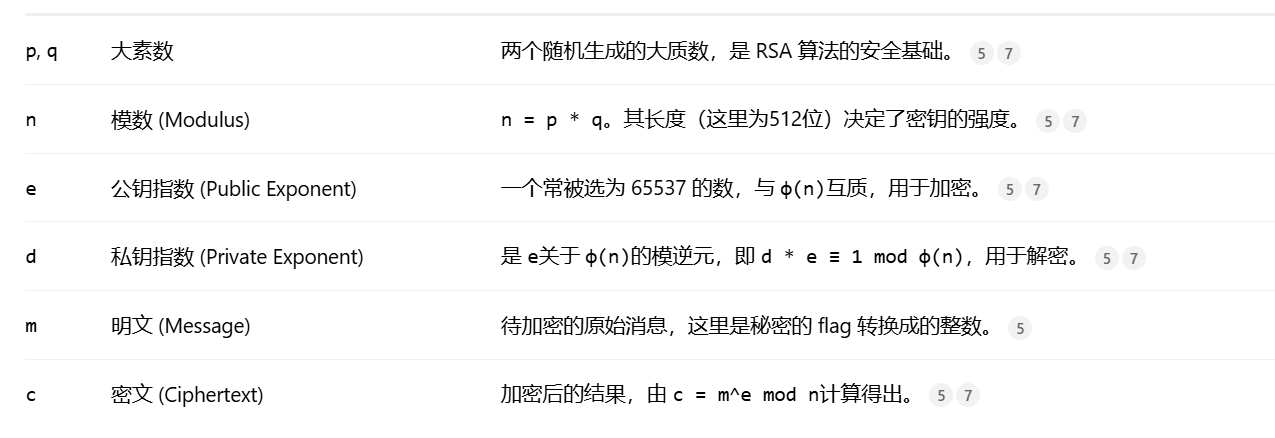 p, q 大素数 两个随机生成的大质数，是 RSA 算法的安全基础。 5 7
n 模数 (Modulus) n = p * q。其长度（这里为512位）决定了密钥的强度。 5 7
e 公钥指数 (Public Exponent) 一个常被选为 65537 的数，与 φ(n)互质，用于加密。 5 7
d 私钥指数 (Private Exponent) 是 e关于 φ(n)的模逆元，即 d * e ≡ 1 mod φ(n)，用于解密。 5 7
m 明文 (Message) 待加密的原始消息，这里是秘密的 flag 转换成的整数。 5
c 密文 (Ciphertext) 加密后的结果，由 c = m^e mod n计算得出。 5 7